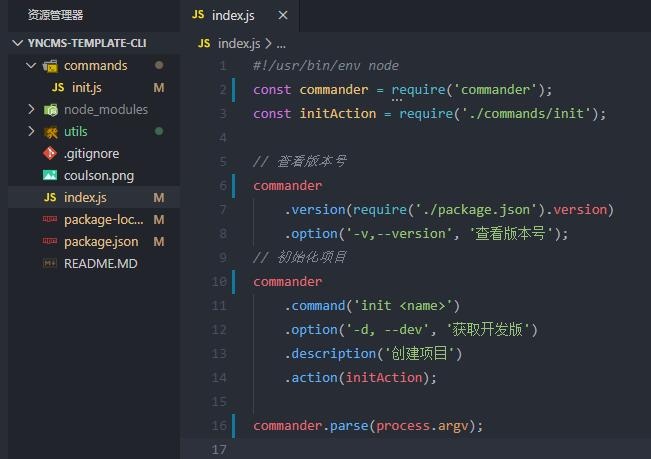 资源管理器
YNCMS-TEMPLATE-CLI
commands
JS init.js M
node_modules
utils
.gitignore
coulson.png
JS index.js M
package-loc... M
package.json M
README.MD
JS index.js ×
JS index.js > ...
1 #!/usr/bin/env node
2 const commander = require('commander');
3 const initAction = require('./commands/init');
4
5 // 查看版本号
6 commander
7 .version(require('./package.json').version)
8 .option('-v,--version', '查看版本号');
9 // 初始化项目
10 commander
11 .command('init <name>')
12 .option('-d, --dev', '获取开发版')
13 .description('创建项目')
14 .action(initAction);
15
16 commander.parse(process.argv);
17